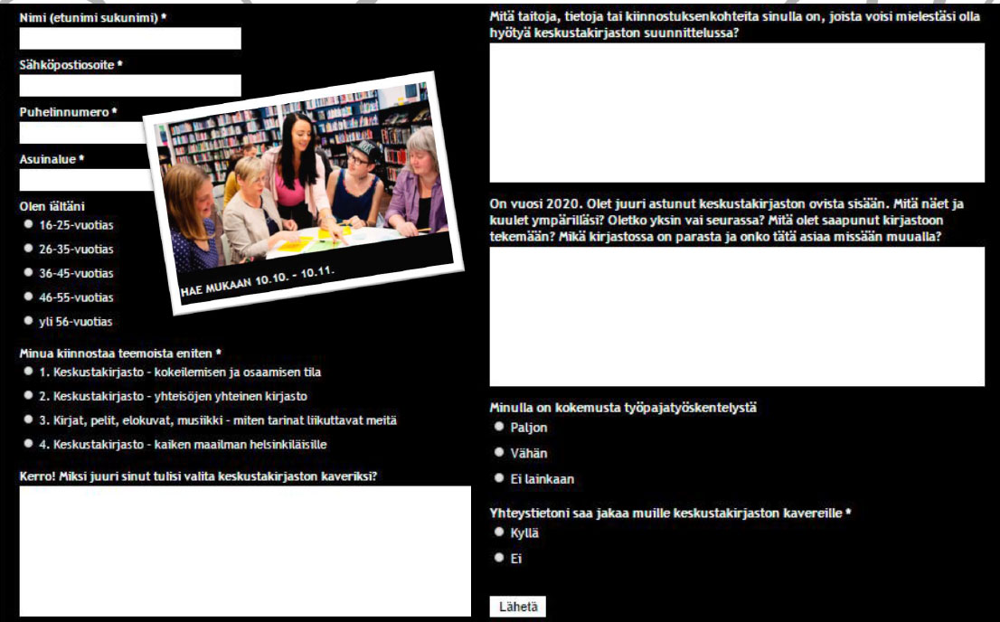 Nimi (etunimi sukunimi) *
Sähköpostiosoite *
Puhelinnumero *
Asuinalue *
Olen iältäni
16-25-vuotias
26-35-vuotias
36-45-vuotias
46-55-vuotias
yli 56-vuotias
HAE MUKAAN 10.10. - 10.11.
Minua kiinnostaa teemoista eniten *
1. Keskustakirjasto - kokeilemisen ja osaamisen tila
2. Keskustakirjasto - yhteisöjen yhteinen kirjasto
3. Kirjat, pelit, elokuvat, musiikki - miten tarinat liikuttavat meitä
4. Keskustakirjasto - kaiken maailman helsinkiläisille
Kerro! Miksi juuri sinut tulisi valita keskustakirjaston kaveriksi?
Mitä taitoja, tietoja tai kiinnostuksenkohteita sinulla on, joista voisi mielestäsi olla
hyötyä keskustakirjaston suunnittelussa?
On vuosi 2020. Olet juuri astunut keskustakirjaston ovista sisään. Mitä näet ja
kuulet ympärilläsi? Oletko yksin vai seurassa? Mitä olet saapunut kirjastoon
tekemään? Mikä kirjastossa on parasta ja onko tätä asiaa missään muualla?
Minulla on kokemusta työpajatyöskentelystä
Paljon
Vähän
Ei lainkaan
Yhteystietoni saa jakaa muille keskustakirjaston kavereille *
Kyllä
Ei
Lähetä